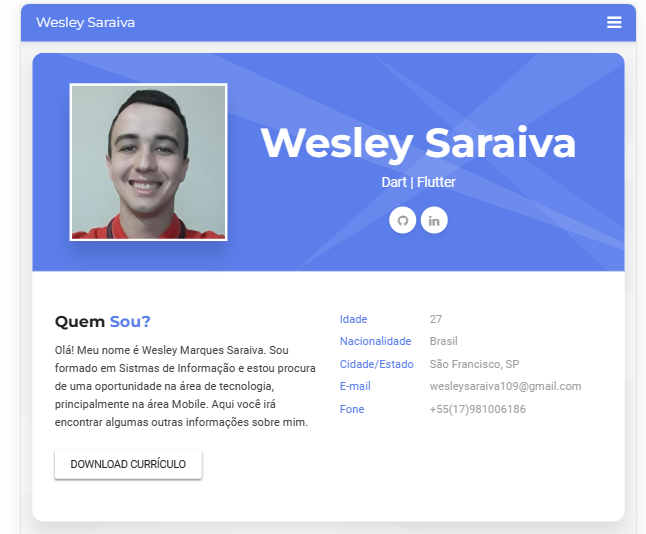 Wesley Saraiva
Wesley Saraiva
Dart | Flutter
in
Quem Sou?
Olá! Meu nome é Wesley Marques Saraiva. Sou
formado em Sistmas de Informação e estou procura
de uma oportunidade na área de tecnologia,
principalmente na área Mobile. Aqui você irá
encontrar algumas outras informações sobre mim.
DOWNLOAD CURRÍCULO
Idade 27
Nacionalidade Brasil
Cidade/Estado São Francisco, SP
E-mail wesleysaraiva109@gmail.com
Fone +55(17)981006186